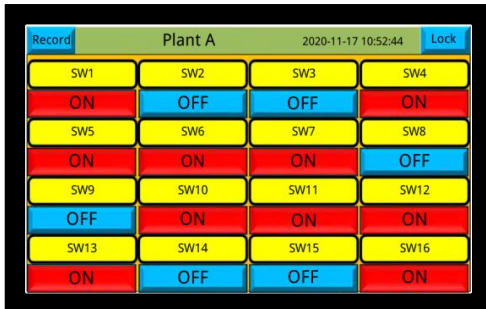 Record Plant A 2020-11-17 10:52:44 Lock
SW1 SW2 SW3 SW4
ON OFF OFF ON
SW5 SW6 SW7 SW8
ON ON ON OFF
SW9 SW10 SW11 SW12
OFF ON ON ON
SW13 SW14 SW15 SW16
ON OFF OFF ON